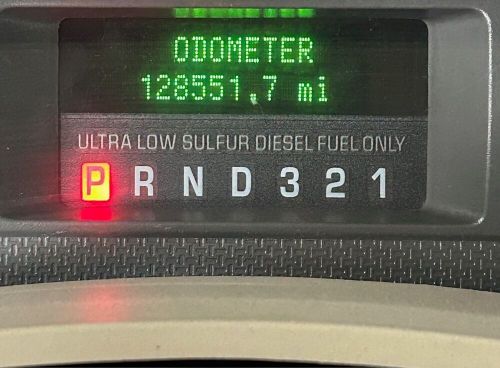 ODOMETER
128551.7 mi
ULTRA LOW SULFUR DIESEL FUEL ONLY
P R N D 3 2 1